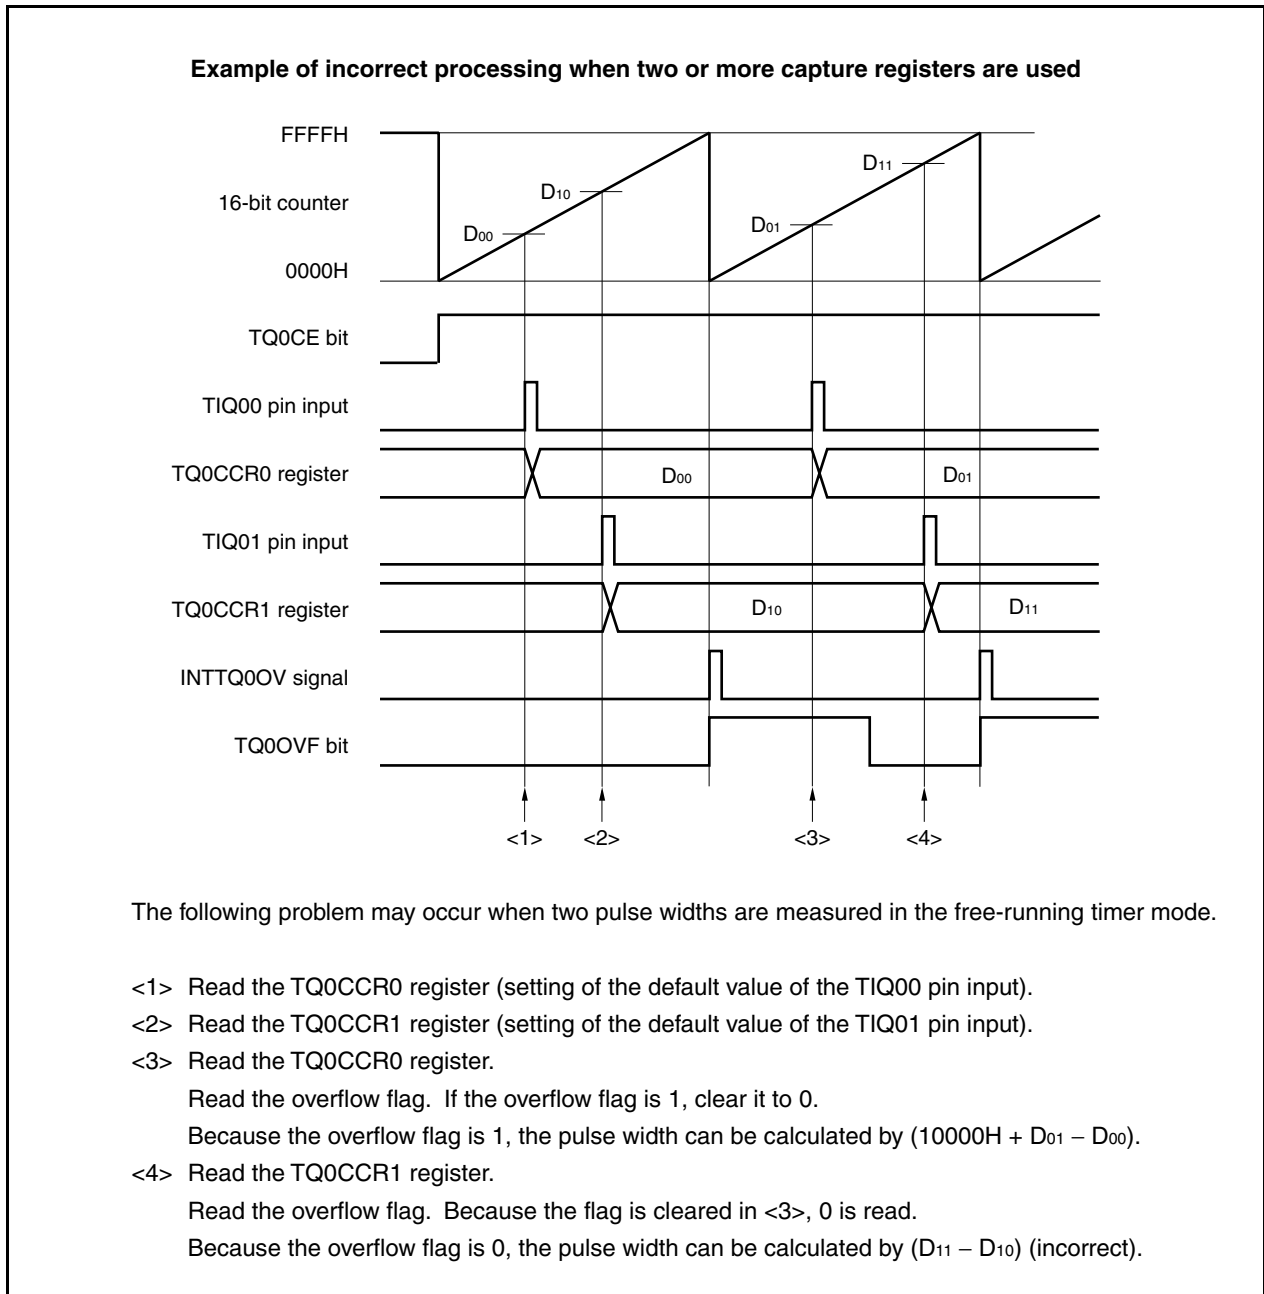 Example of incorrect processing when two or more capture registers are used
FFFFH
D11
D10
16-bit counter
D01
D00
0000H
TQ0CE bit
TIQ00 pin input
TQ0CCR0 register
D00
D01
TIQ01 pin input
TQ0CCR1 register
D10
D11
INTTQ0OV signal
TQ0OVF bit
<1> <2> <3> <4>
The following problem may occur when two pulse widths are measured in the free-running timer mode.
<1> Read the TQ0CCR0 register (setting of the default value of the TIQ00 pin input).
<2> Read the TQ0CCR1 register (setting of the default value of the TIQ01 pin input).
<3> Read the TQ0CCR0 register.
Read the overflow flag. If the overflow flag is 1, clear it to 0.
Because the overflow flag is 1, the pulse width can be calculated by (10000H + D01 − D00).
<4> Read the TQ0CCR1 register.
Read the overflow flag. Because the flag is cleared in <3>, 0 is read.
Because the overflow flag is 0, the pulse width can be calculated by (D11 − D10) (incorrect).